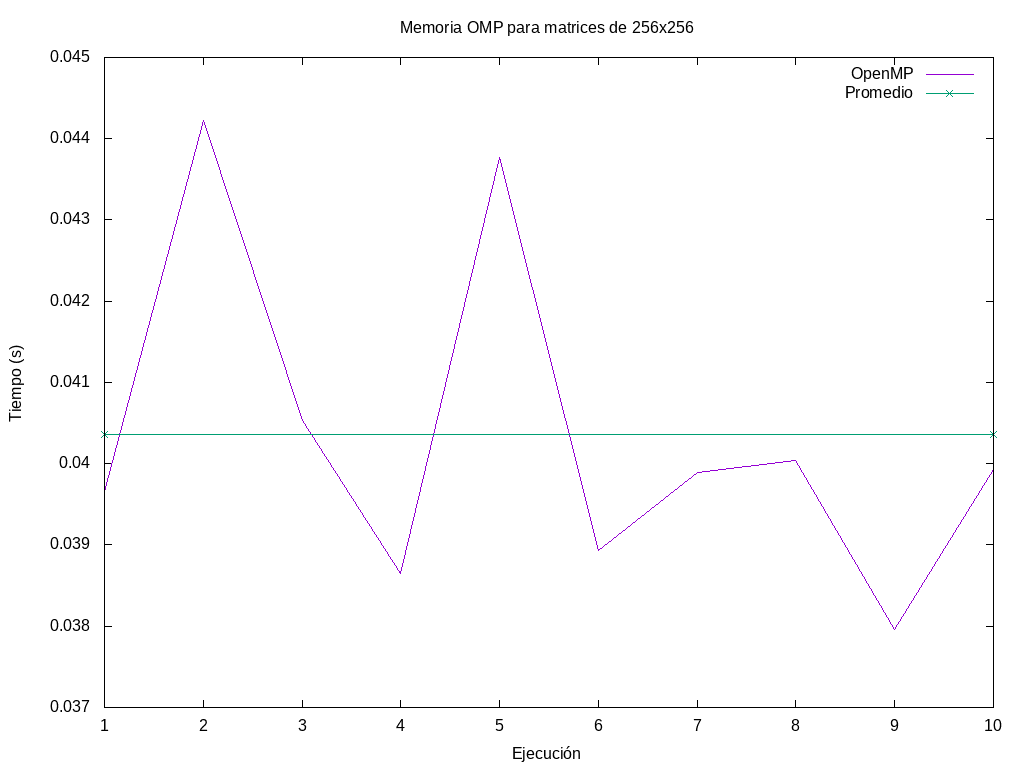 Memoria OMP para matrices de 256x256
OpenMP
Promedio
0.045
0.044
0.043
0.042
0.041
0.04
0.039
0.038
0.037
Tiempo (s)
1 2 3 4 5 6 7 8 9 10
Ejecución